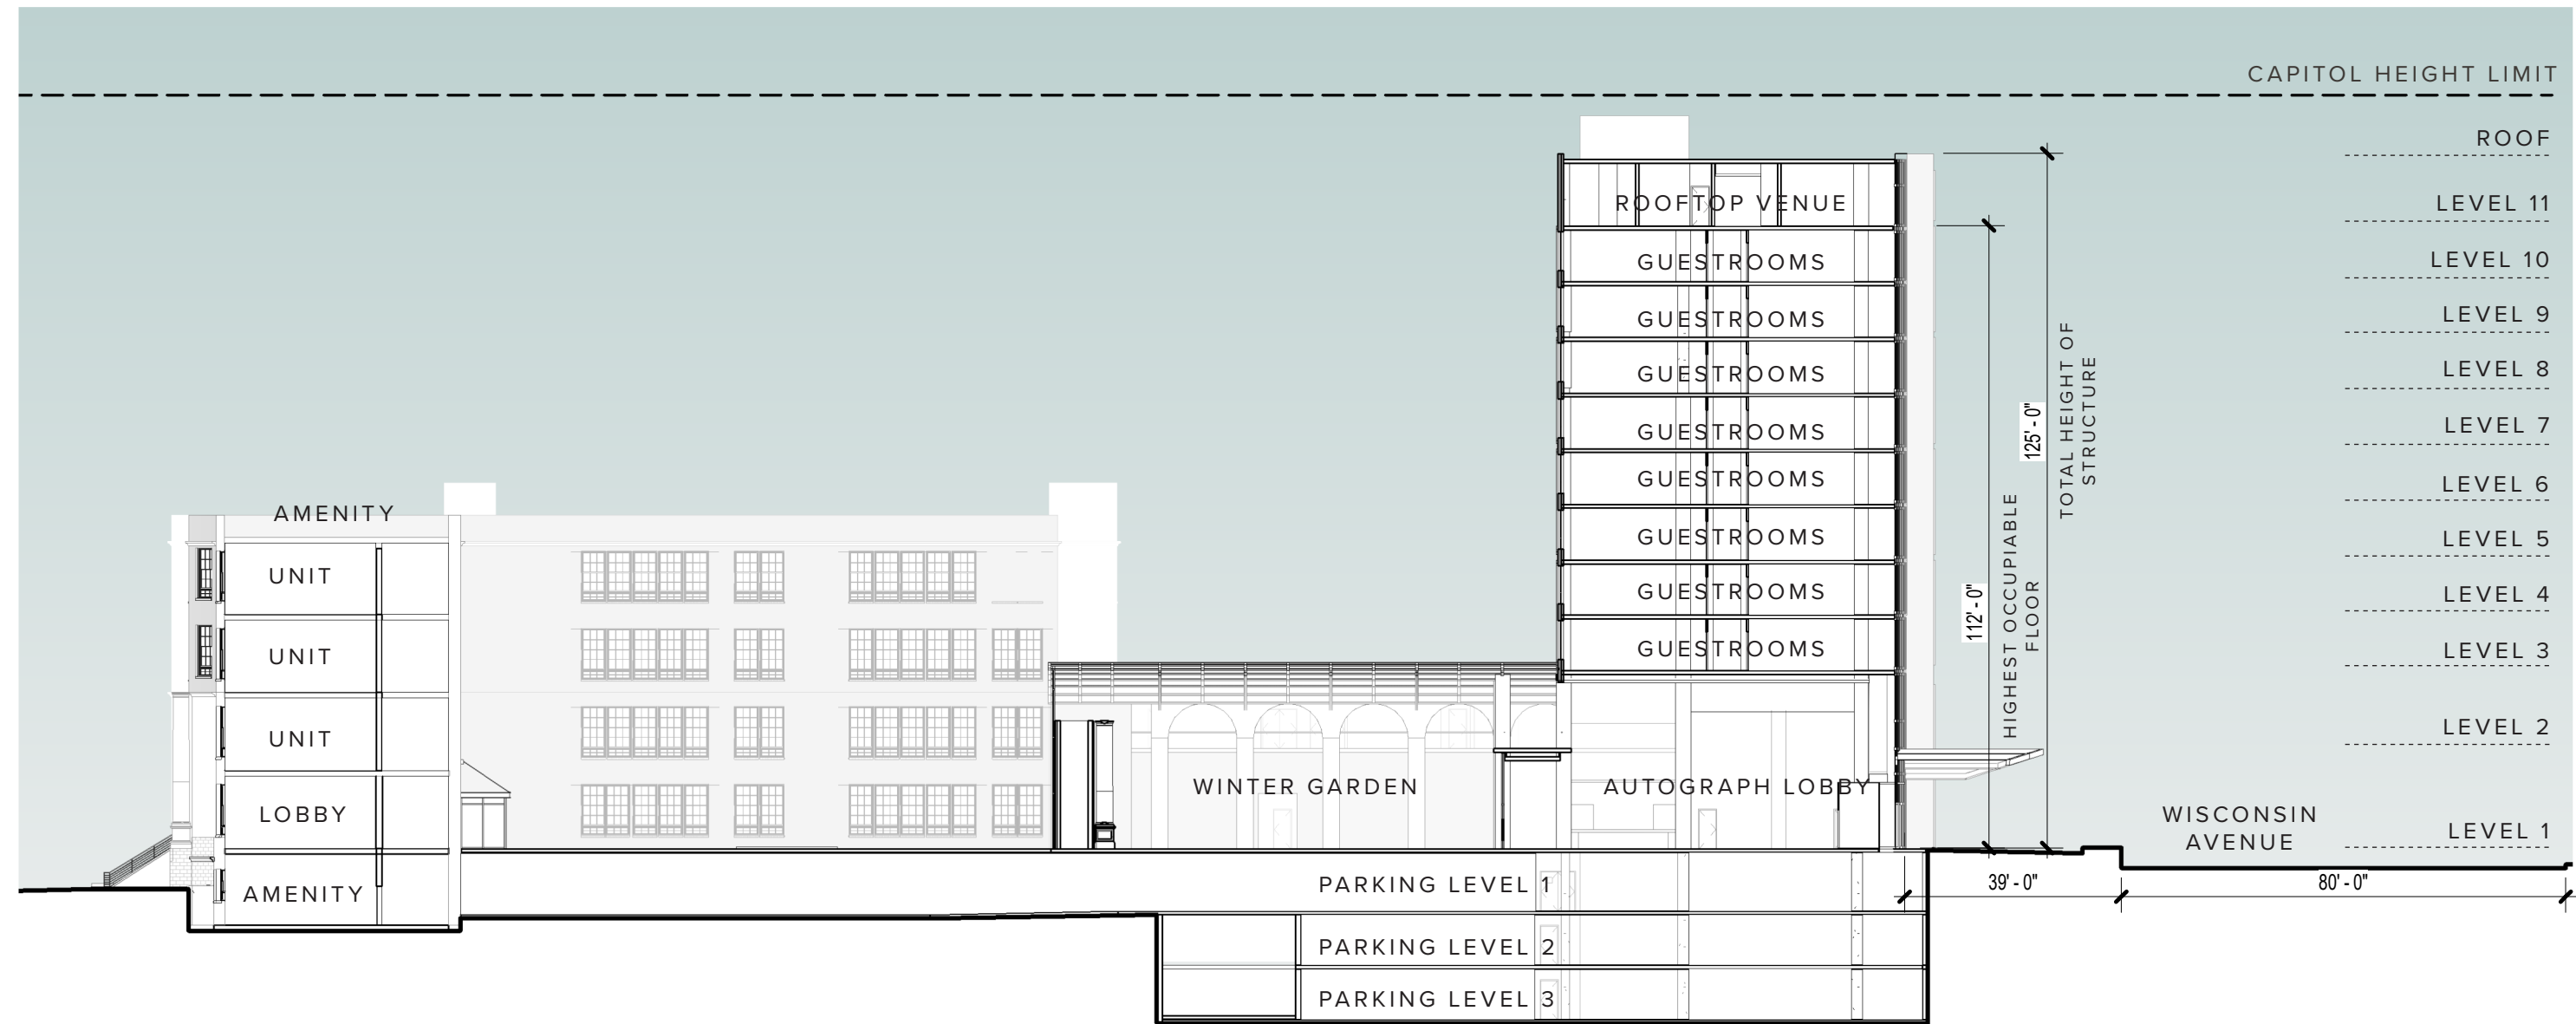 CAPITOL HEIGHT LIMIT
ROOF
LEVEL 11
LEVEL 10
LEVEL 9
LEVEL 8
LEVEL 7
LEVEL 6
LEVEL 5
LEVEL 4
LEVEL 3
LEVEL 2
LEVEL 1
ROOFTOP VENUE
GUESTROOMS
GUESTROOMS
GUESTROOMS
GUESTROOMS
GUESTROOMS
GUESTROOMS
GUESTROOMS
GUESTROOMS
125' - 0"
TOTAL HEIGHT OF
STRUCTURE
112' - 0"
HIGHEST OCCUPIABLE
FLOOR
AMENITY
UNIT
UNIT
UNIT
LOBBY
AMENITY
WINTER GARDEN
AUTOGRAPH LOBBY
WISCONSIN
AVENUE
39' - 0"
80' - 0"
PARKING LEVEL 1
PARKING LEVEL 2
PARKING LEVEL 3